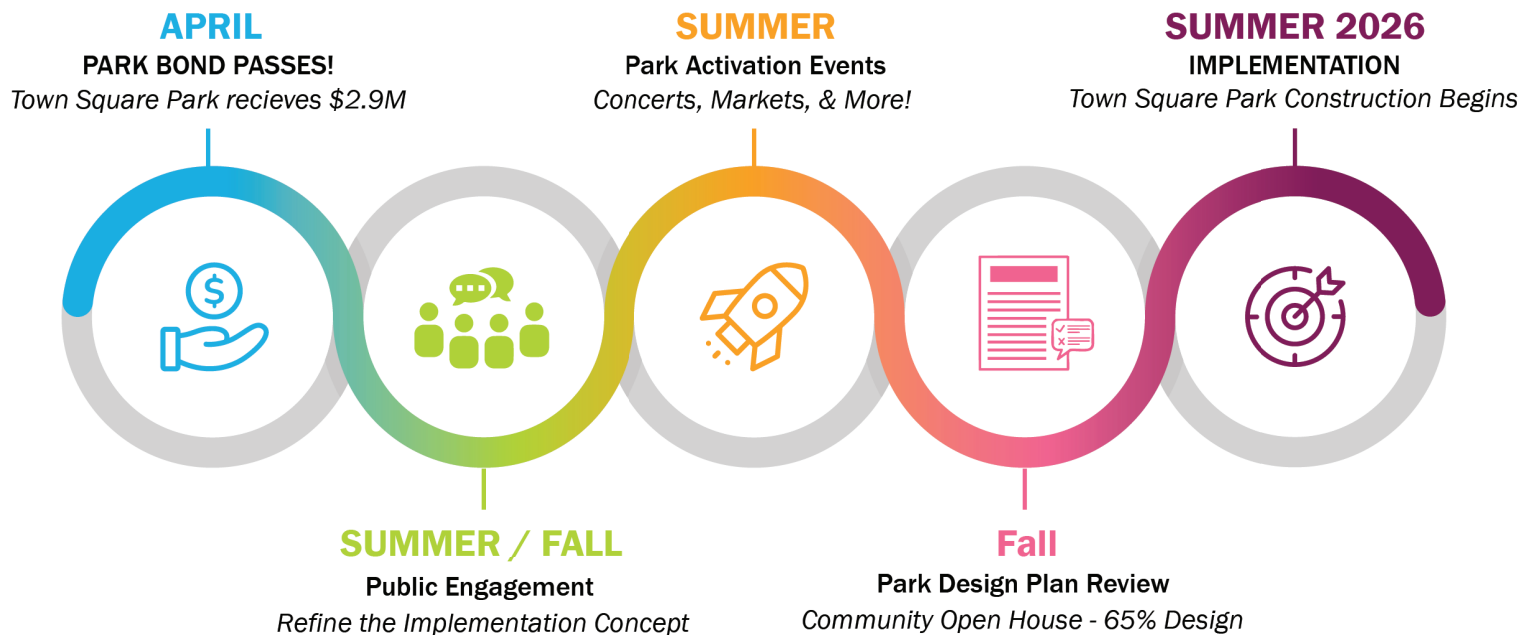 APRIL
PARK BOND PASSES!
Town Square Park recieves $2.9M
SUMMER / FALL
Public Engagement
Refine the Implementation Concept
SUMMER
Park Activation Events
Concerts, Markets, & More!
Fall
Park Design Plan Review
Community Open House - 65% Design
SUMMER 2026
IMPLEMENTATION
Town Square Park Construction Begins
$